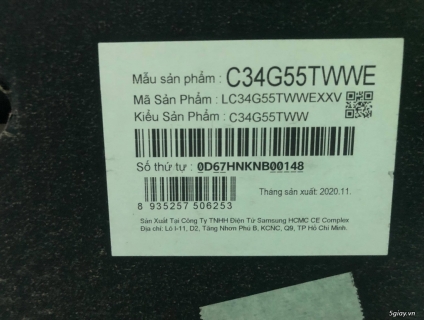 Mẫu sản phẩm : C34G55TWWE
Mã Sản Phẩm : LC34G55TWWEXXV
Kiểu Sản Phẩm : C34G55TWW
Số thứ tự : 0D67HNKNB00148
Tháng sản xuất: 2020.11.
8 935257 506253
Sản Xuất Tại Công Ty TNHH Điện Tử Samsung HCMC CE Complex
Địa chỉ: Lô I-11, D2, Tăng Nhơn Phú B, KCNC, Q9, TP Hồ Chí Minh.
5giay.vn